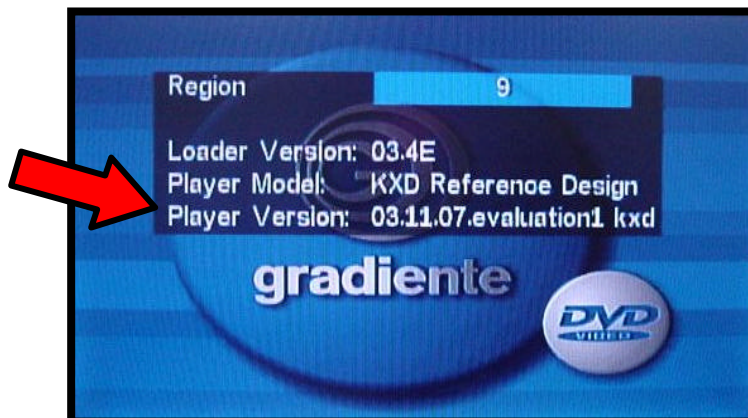 Region 9
Loader Version: 03.4E
Player Model: KXD Reference Design
Player Version: 03.11.07.evaluation1 kxd
gradiente
DVD
VIDEO